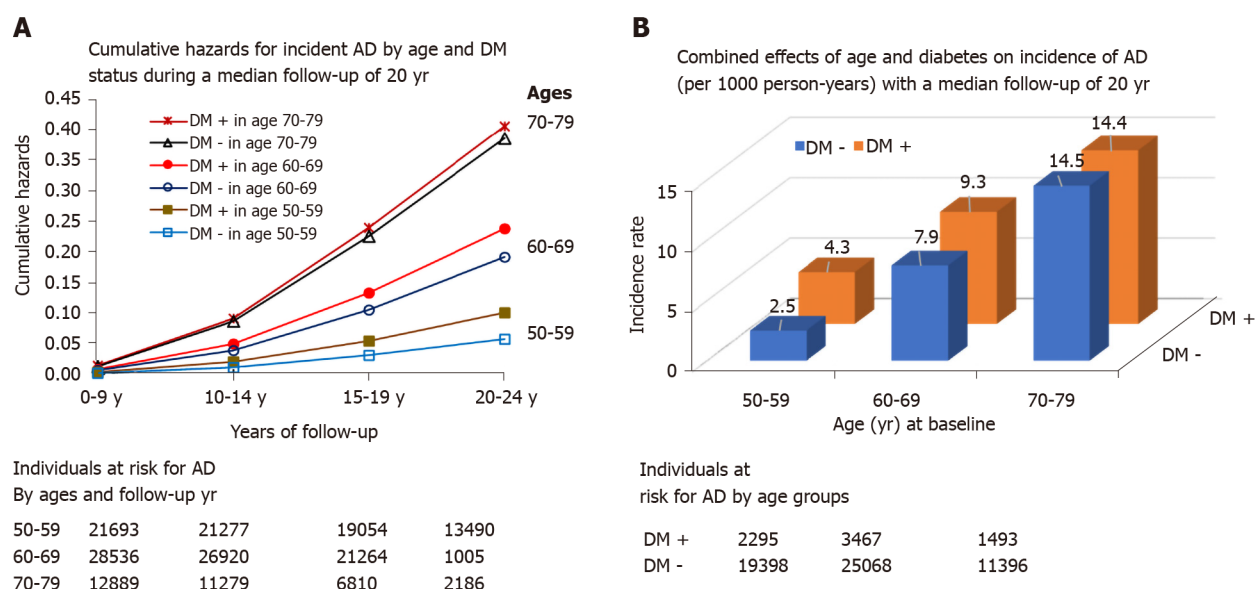 A
Cumulative hazards for incident AD by age and DM
status during a median follow-up of 20 yr
Ages
0.45
0.40
0.35
0.30
0.25
0.20
0.15
0.10
0.05
0.00
Cumulative hazards
DM + in age 70-79
DM - in age 70-79
DM + in age 60-69
DM - in age 60-69
DM + in age 50-59
DM - in age 50-59
70-79
60-69
50-59
0-9 y 10-14 y 15-19 y 20-24 y
Years of follow-up
Individuals at risk for AD
By ages and follow-up yr
50-59 21693 21277 19054 13490
60-69 28536 26920 21264 1005
70-79 12889 11279 6810 2186
B
Combined effects of age and diabetes on incidence of AD
(per 1000 person-years) with a median follow-up of 20 yr
DM - DM +
15
10
5
0
Incidence rate
2.5
4.3
7.9
9.3
14.5
14.4
DM +
DM -
50-59 60-69 70-79
Age (yr) at baseline
Individuals at
risk for AD by age groups
DM + 2295 3467 1493
DM - 19398 25068 11396